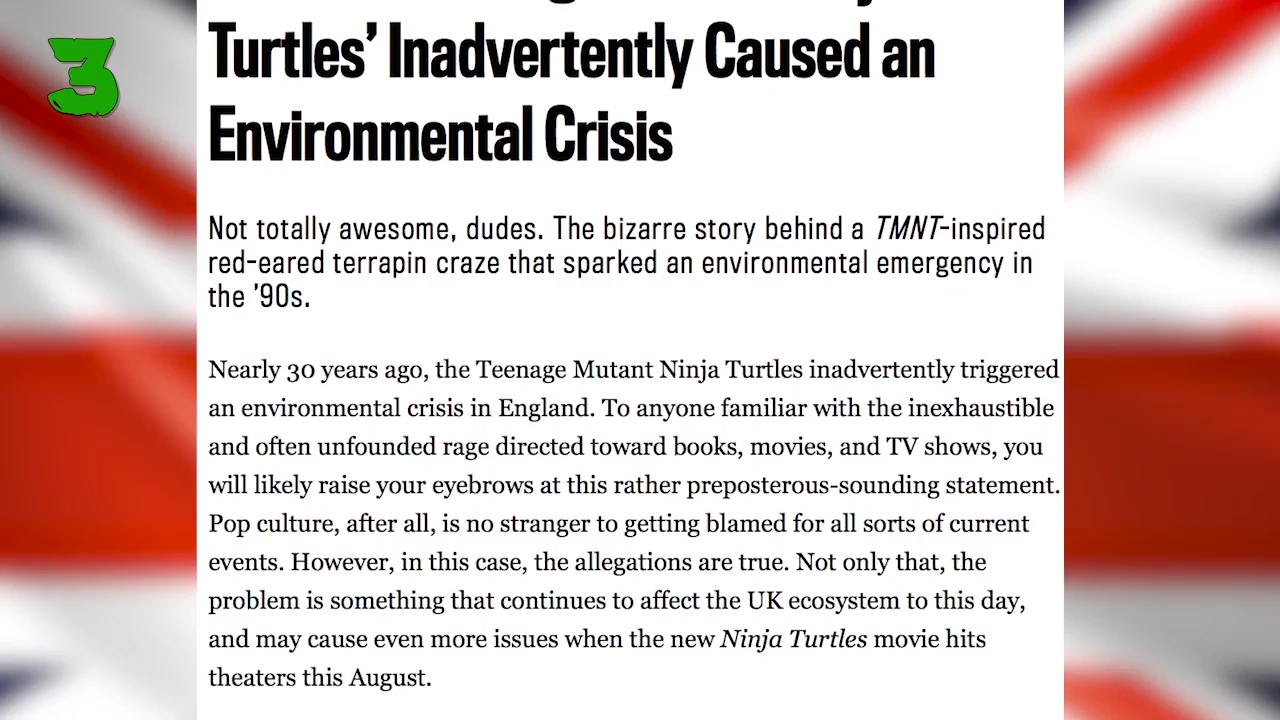 3
Turtles’ Inadvertently Caused an
Environmental Crisis
Not totally awesome, dudes. The bizarre story behind a TMNT-inspired
red-eared terrapin craze that sparked an environmental emergency in
the ’90s.
Nearly 30 years ago, the Teenage Mutant Ninja Turtles inadvertently triggered
an environmental crisis in England. To anyone familiar with the inexhaustible
and often unfounded rage directed toward books, movies, and TV shows, you
will likely raise your eyebrows at this rather preposterous-sounding statement.
Pop culture, after all, is no stranger to getting blamed for all sorts of current
events. However, in this case, the allegations are true. Not only that, the
problem is something that continues to affect the UK ecosystem to this day,
and may cause even more issues when the new Ninja Turtles movie hits
theaters this August.